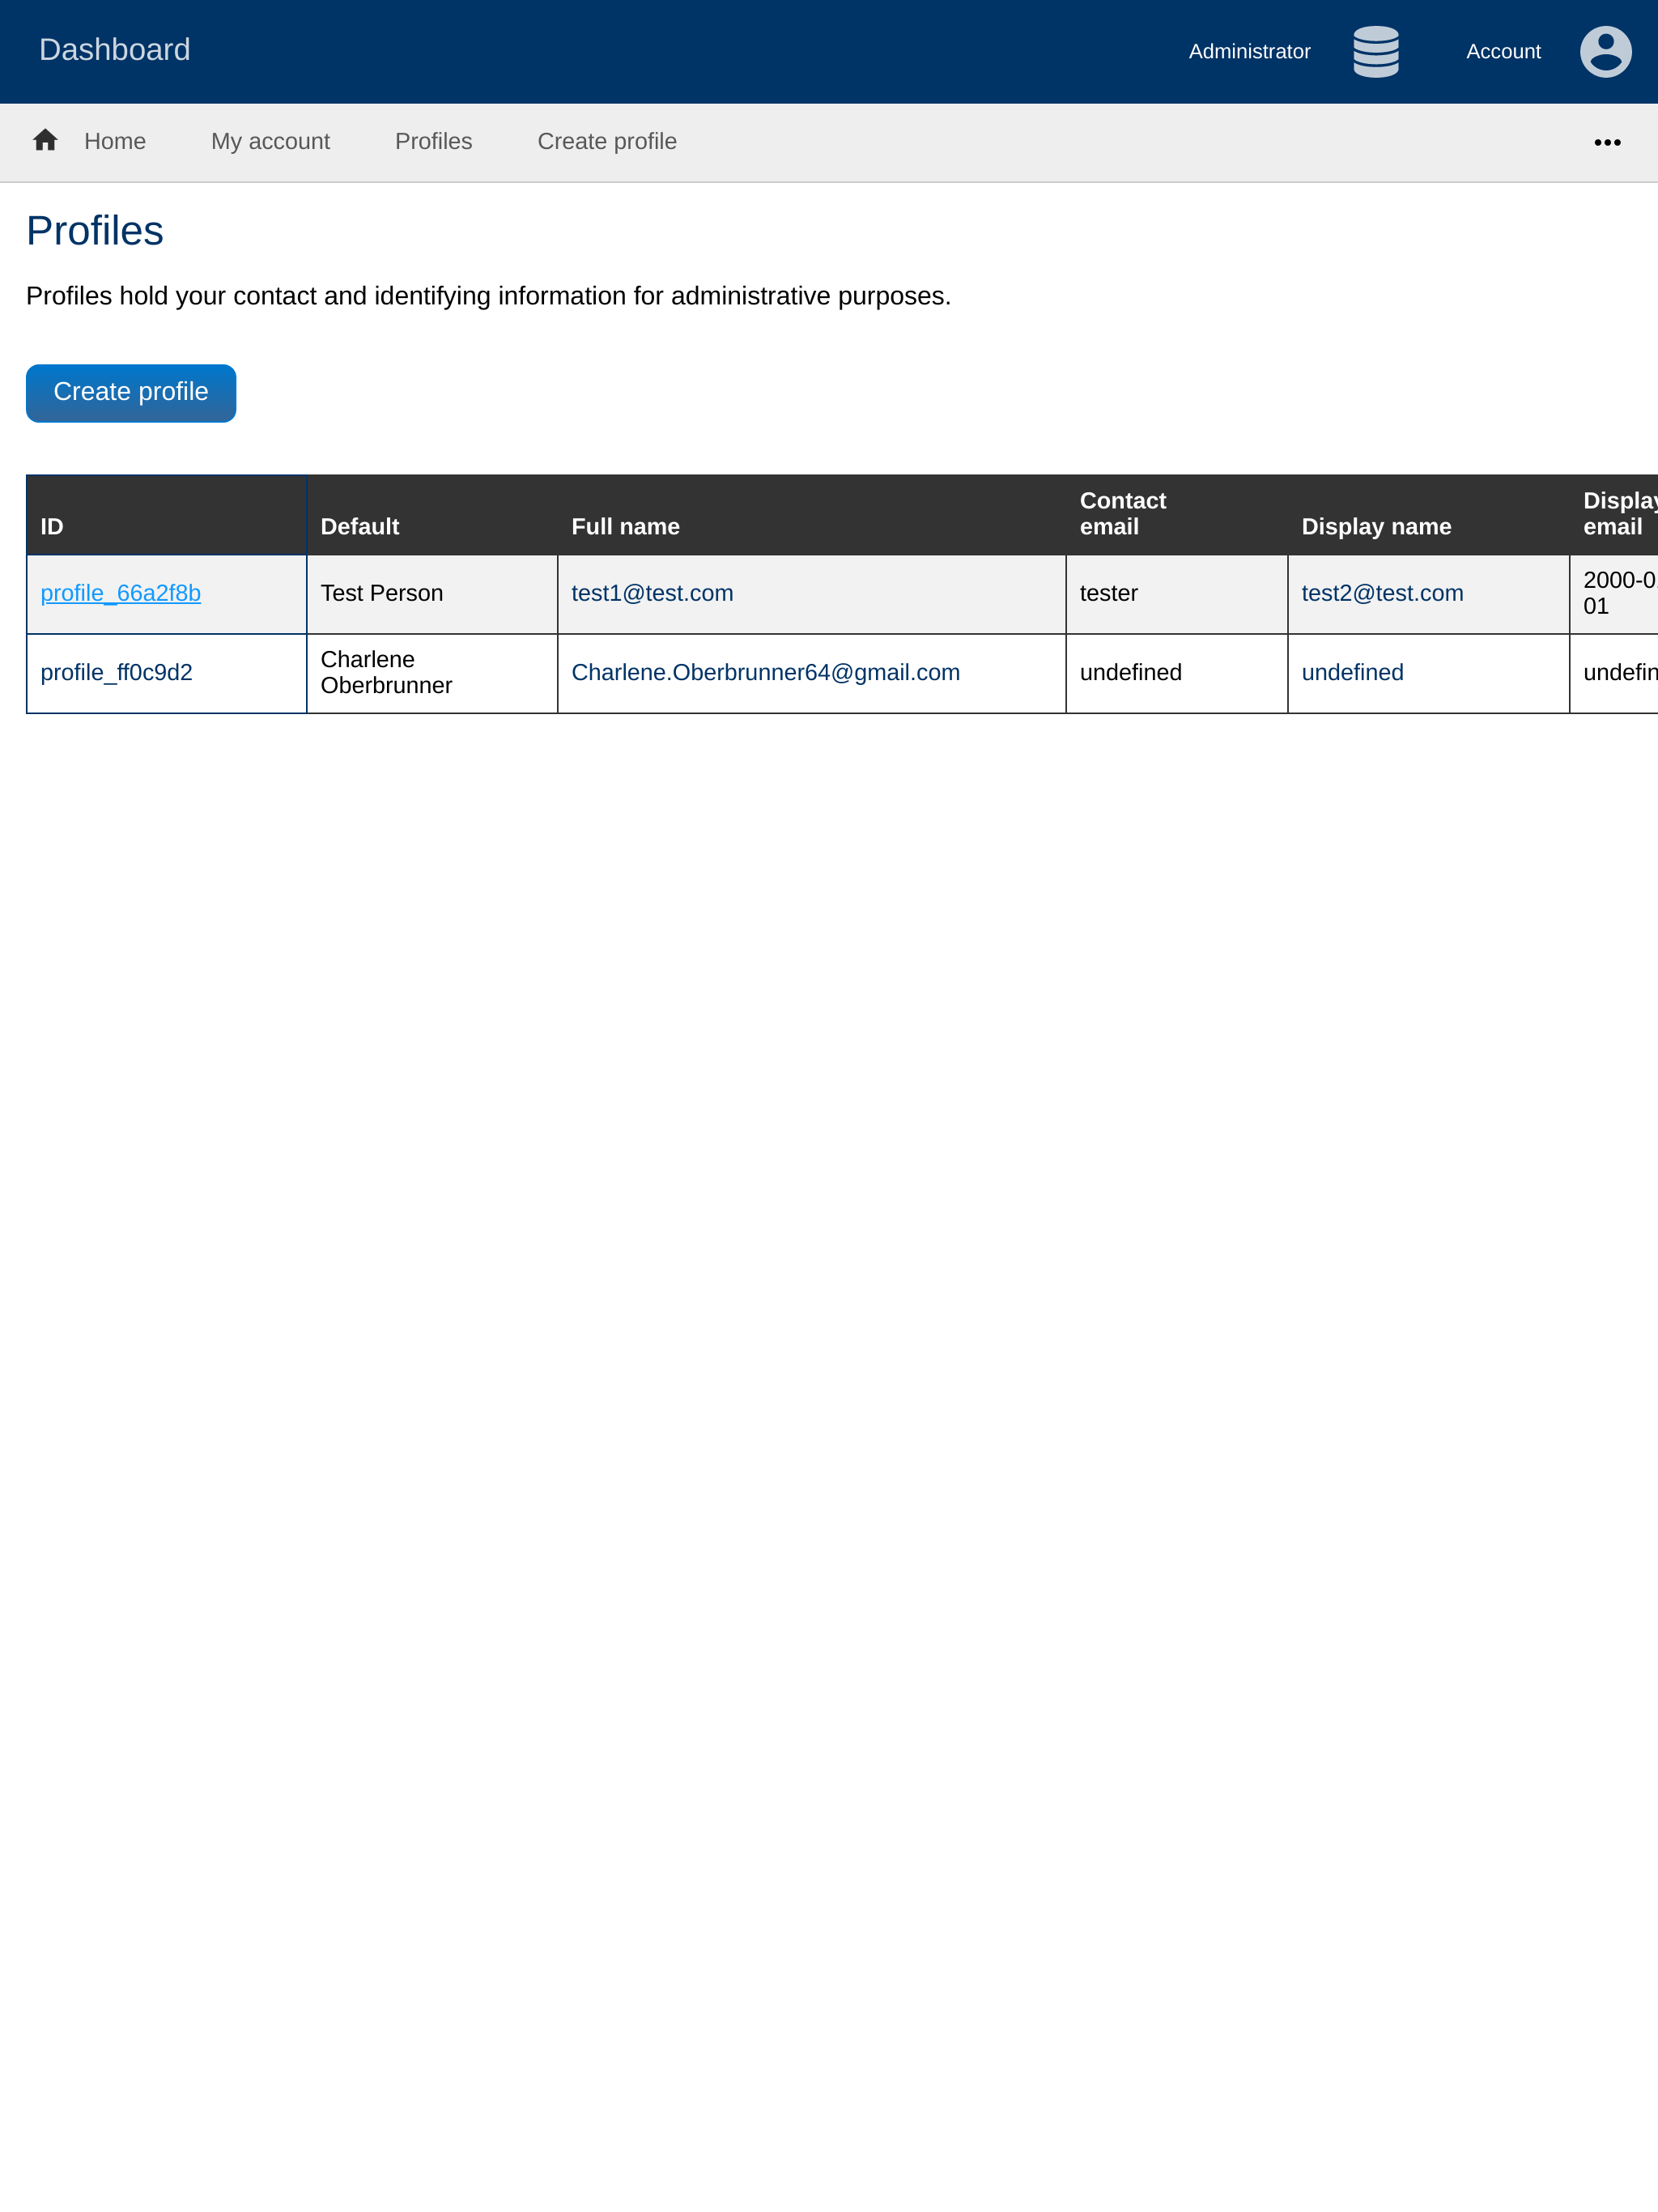 Dashboard
Administrator
Account
Home
My account
Profiles
Create profile
Profiles
Profiles hold your contact and identifying information for administrative purposes.
Create profile
ID
Default
Full name
Contact
email
Display name
Display
email
profile_66a2f8b
Test Person
test1@test.com
tester
test2@test.com
2000-0
01
profile_ff0c9d2
Charlene
Oberbrunner
Charlene.Oberbrunner64@gmail.com
undefined
undefined
undefin